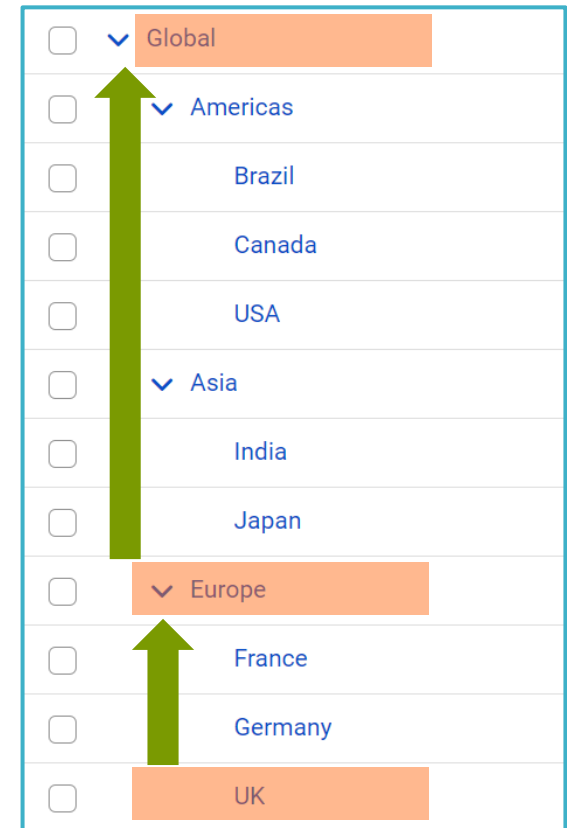 Global
Americas
Brazil
Canada
USA
Asia
India
Japan
Europe
France
Germany
UK